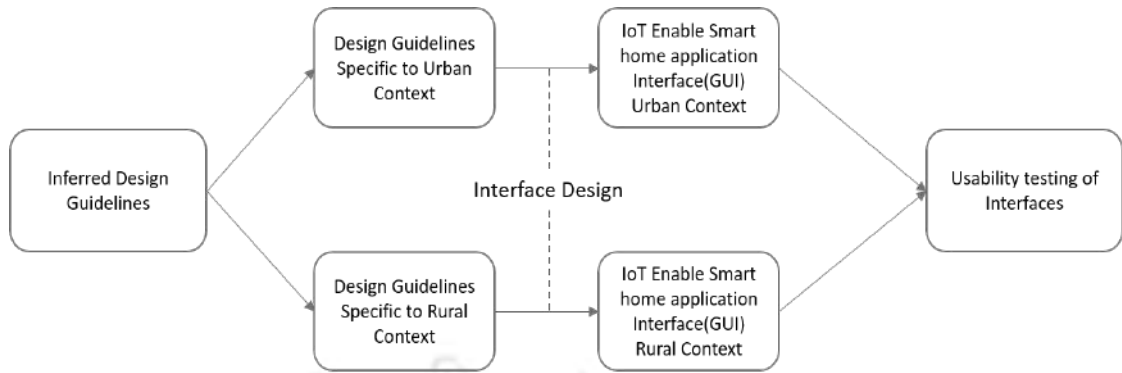 Design Guidelines
Specific to Urban
Context
IoT Enable Smart
home application
Interface(GUI)
Urban Context
Inferred Design
Guidelines
Interface Design
Usability testing of
Interfaces
Design Guidelines
Specific to Rural
Context
IoT Enable Smart
home application
Interface(GUI)
Rural Context